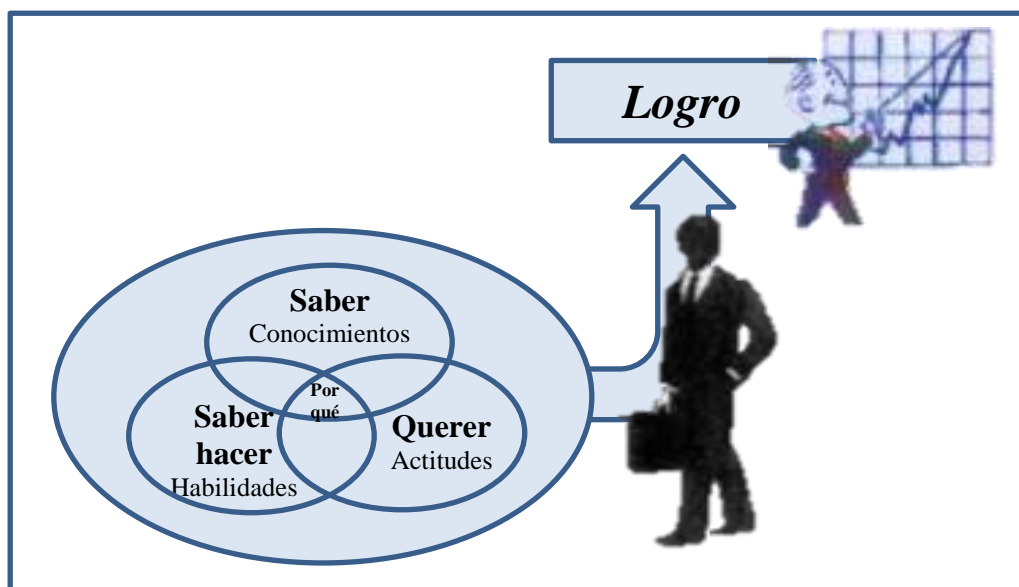 Logro
Saber
Conocimientos
Por
qué
Saber
hacer
Habilidades
Querer
Actitudes